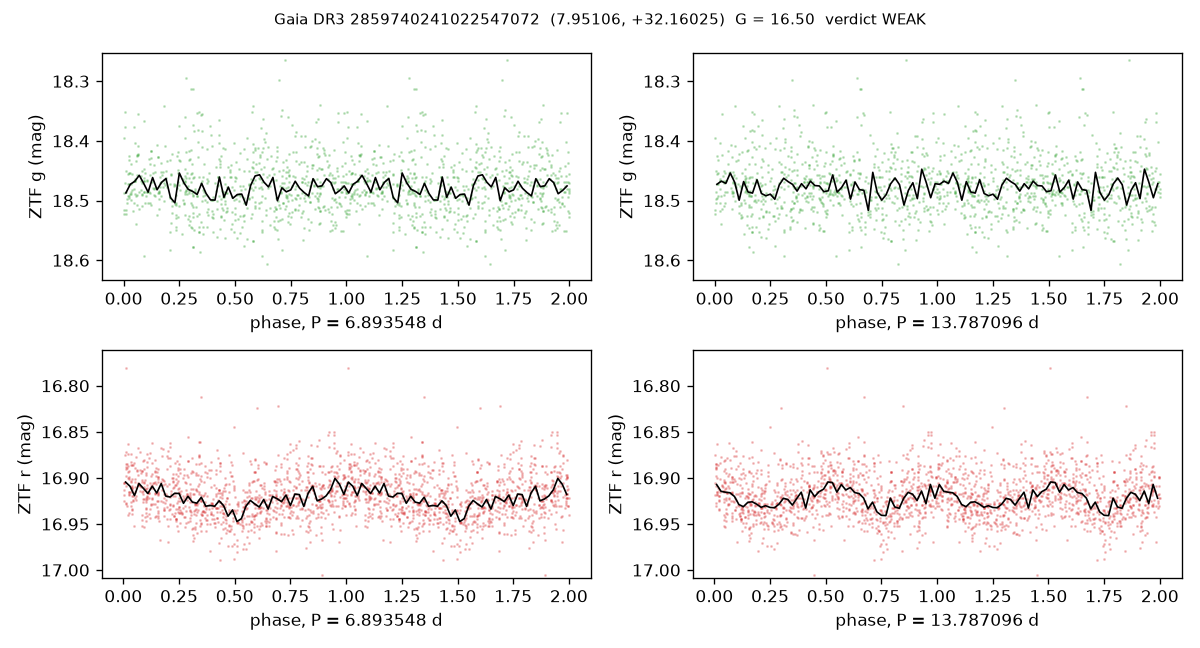 Gaia DR3 2859740241022547072 (7.95106, +32.16025) G = 16.50 verdict WEAK
ZTF g (mag)
18.3
18.4
18.5
18.6
0.00 0.25 0.50 0.75 1.00 1.25 1.50 1.75 2.00
phase, P = 6.893548 d
ZTF g (mag)
18.3
18.4
18.5
18.6
0.00 0.25 0.50 0.75 1.00 1.25 1.50 1.75 2.00
phase, P = 13.787096 d
ZTF r (mag)
16.80
16.85
16.90
16.95
17.00
0.00 0.25 0.50 0.75 1.00 1.25 1.50 1.75 2.00
phase, P = 6.893548 d
ZTF r (mag)
16.80
16.85
16.90
16.95
17.00
0.00 0.25 0.50 0.75 1.00 1.25 1.50 1.75 2.00
phase, P = 13.787096 d